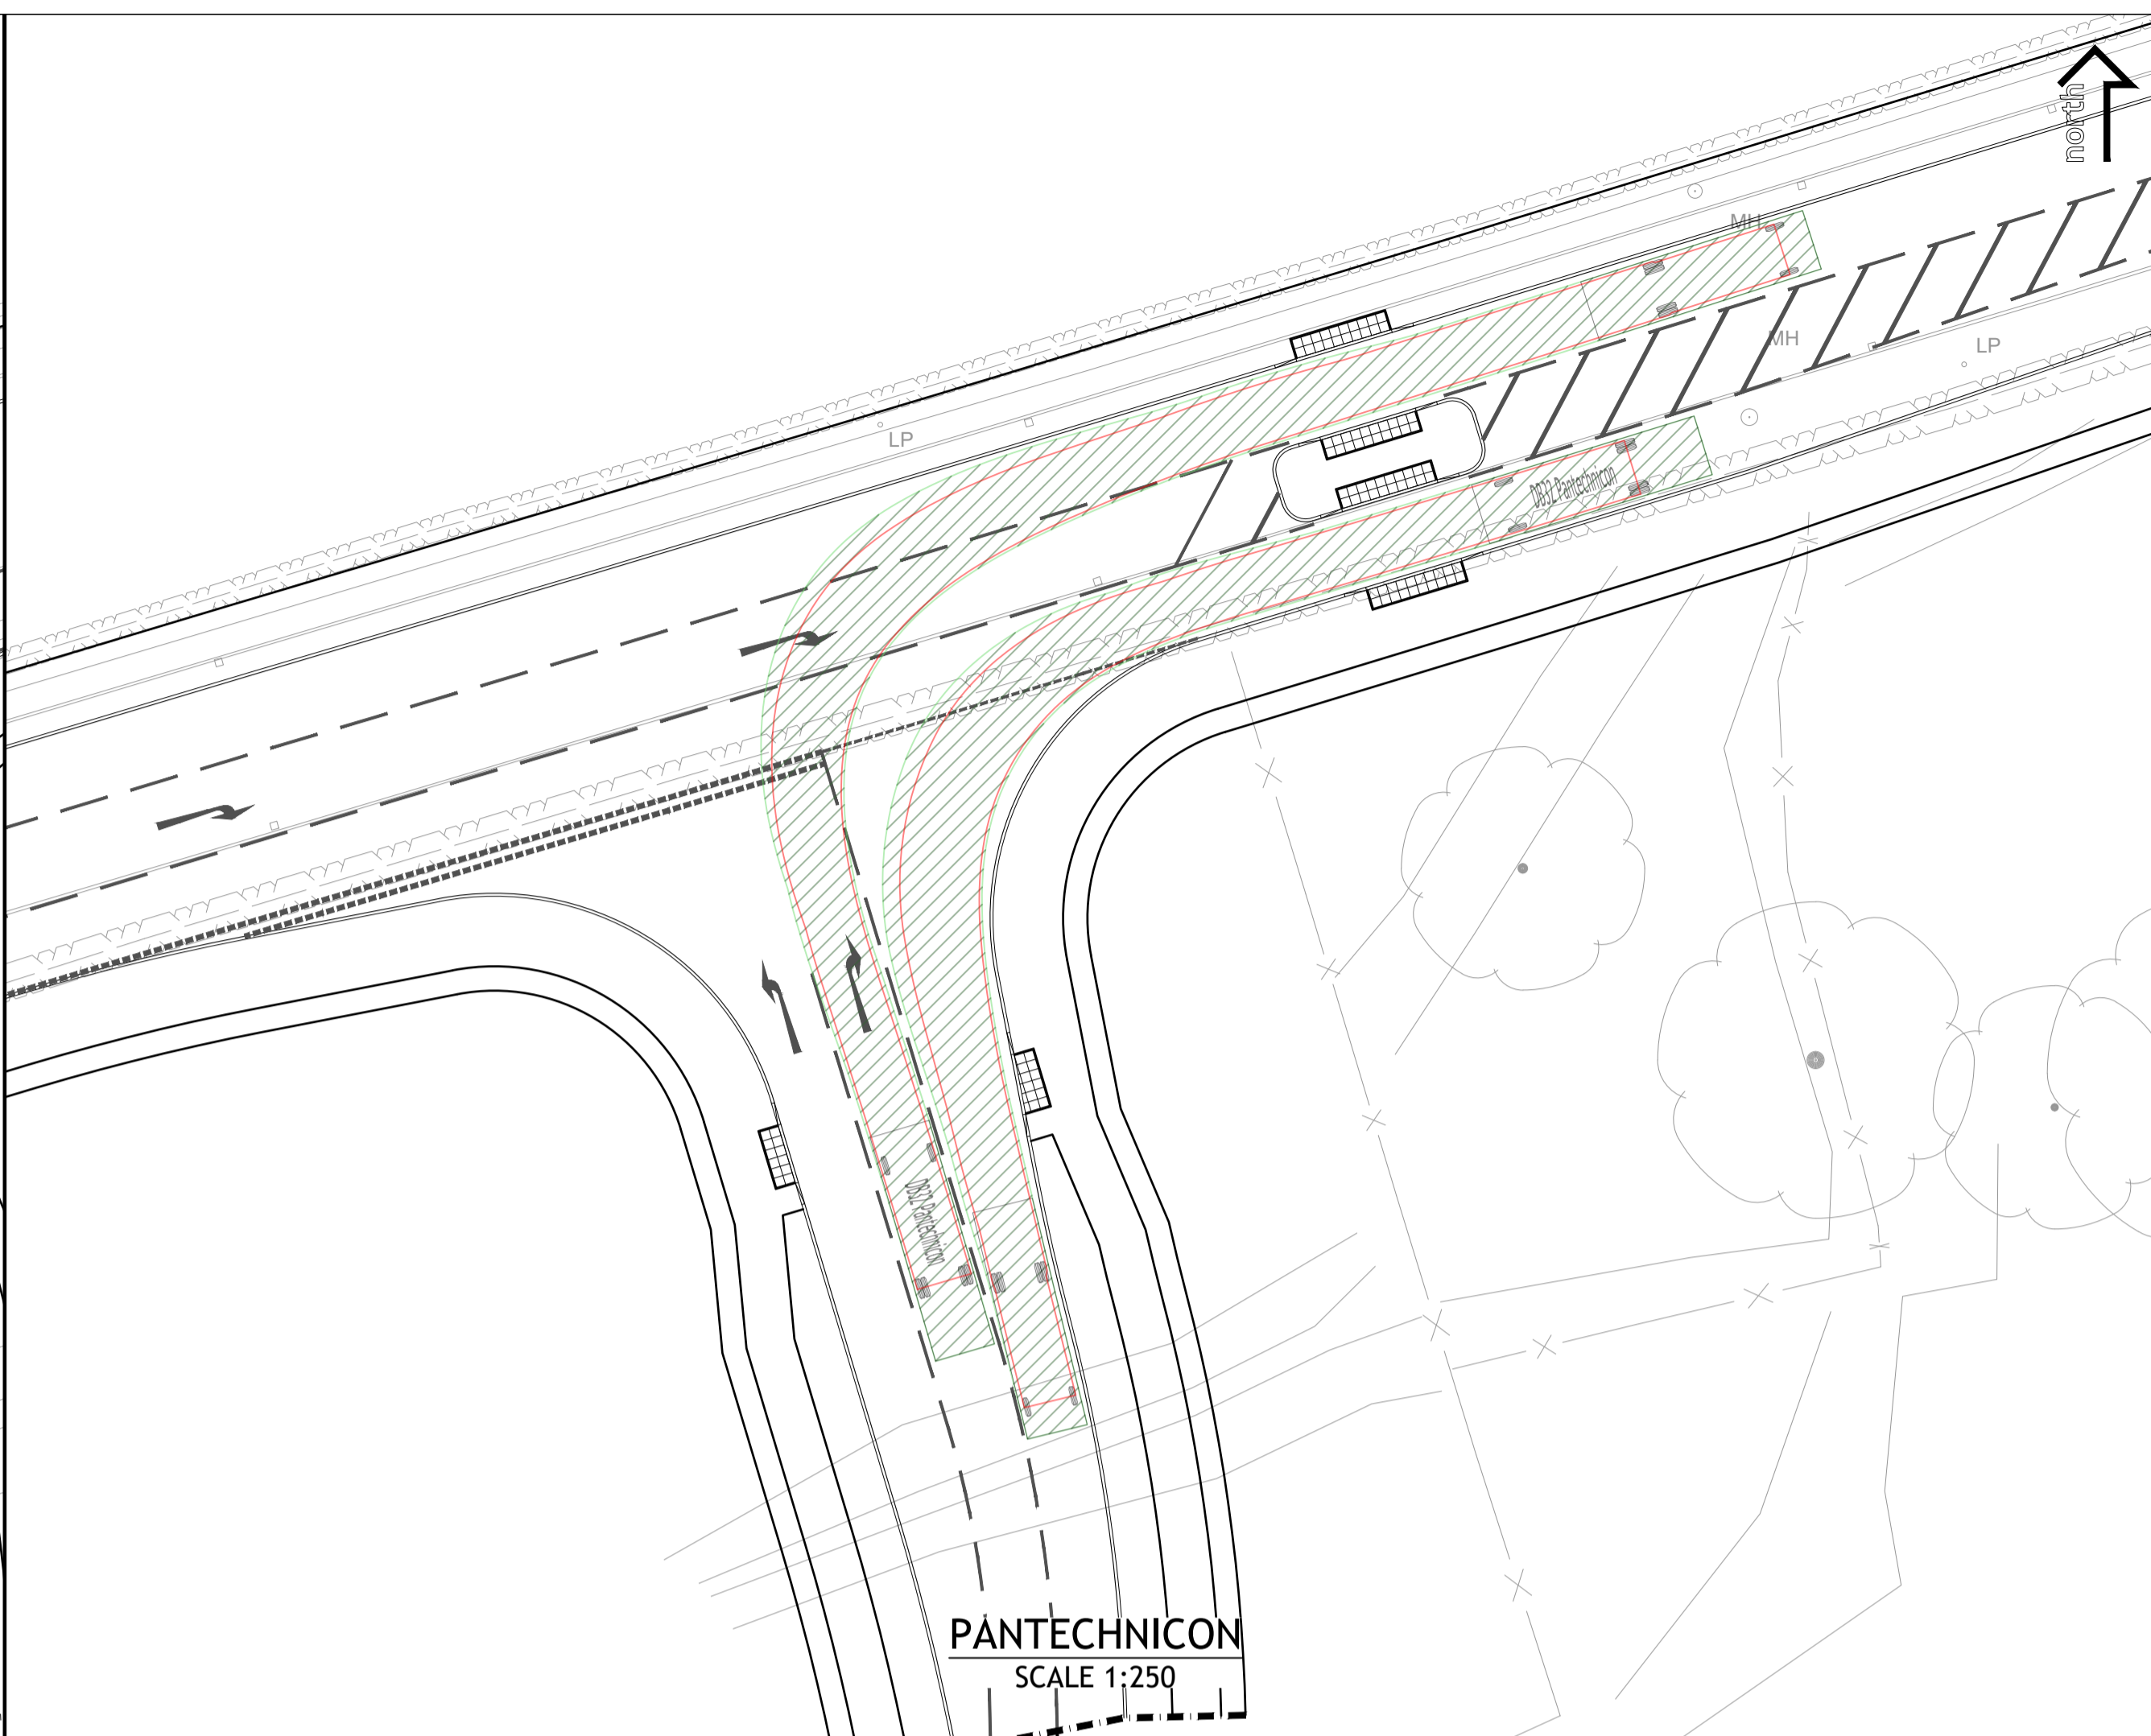 north
MH
MH
LP
LP
DB32 Pantechnicon
DB32 Pantechnicon
PANTECHNICON
SCALE 1:250